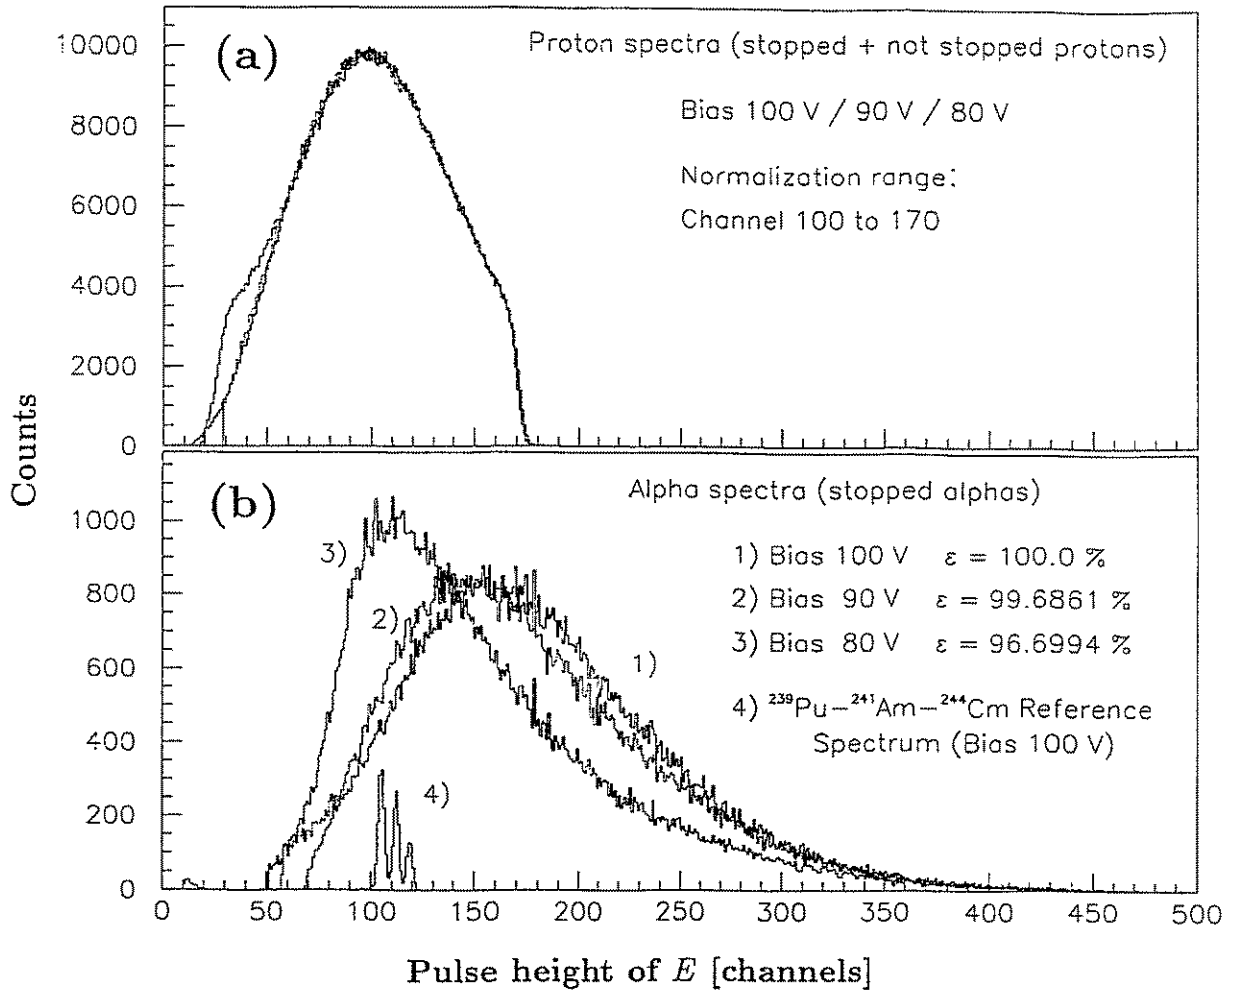 10000
8000
6000
4000
2000
0
(a)
Proton spectra (stopped + not stopped protons)
Bias 100 V / 90 V / 80 V
Normalization range:
Channel 100 to 170
Counts
1000
800
600
400
200
0
(b)
Alpha spectra (stopped alphas)
1) Bias 100 V ε = 100.0 %
2) Bias 90 V ε = 99.6861 %
3) Bias 80 V ε = 96.6994 %
4) ²³⁹Pu–²⁴¹Am–²⁴⁴Cm Reference
Spectrum (Bias 100 V)
3)
2)
1)
4)
0 50 100 150 200 250 300 350 400 450 500
Pulse height of E [channels]